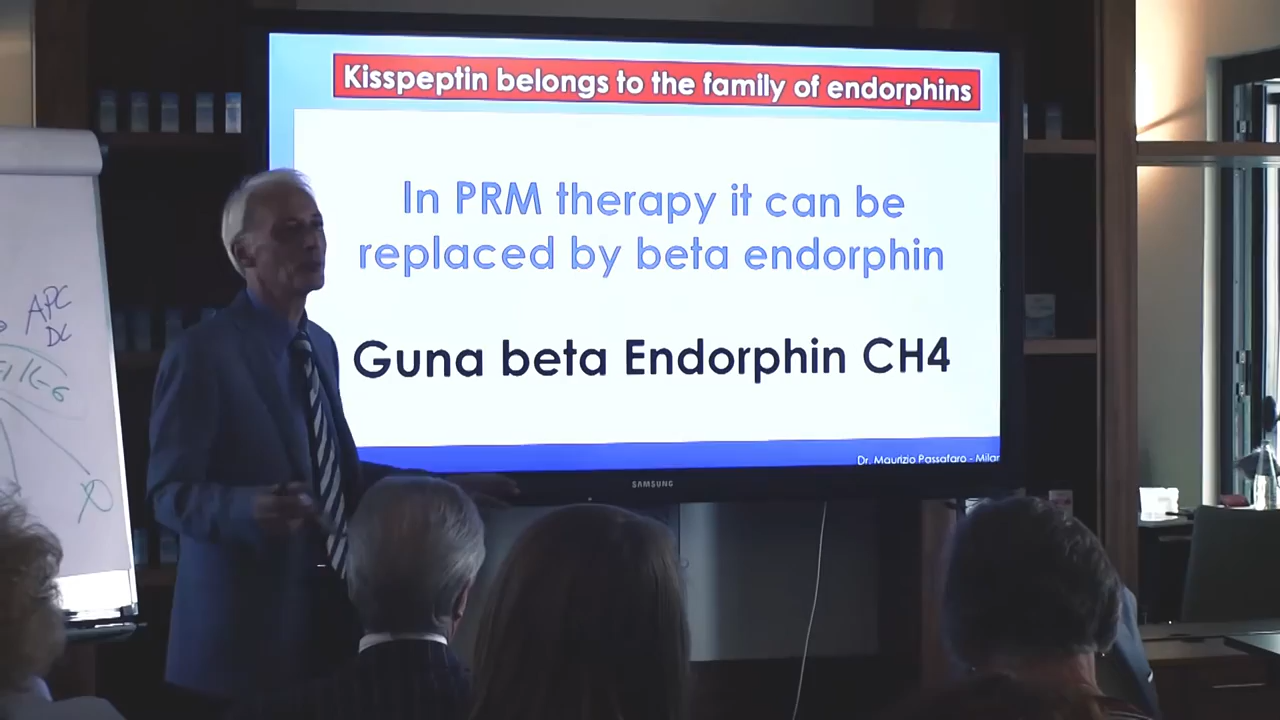 Kisspeptin belongs to the family of endorphins
In PRM therapy it can be
replaced by beta endorphin
Guna beta Endorphin CH4
Dr. Maurizio Passafaro - Milan
SAMSUNG
APC
DC